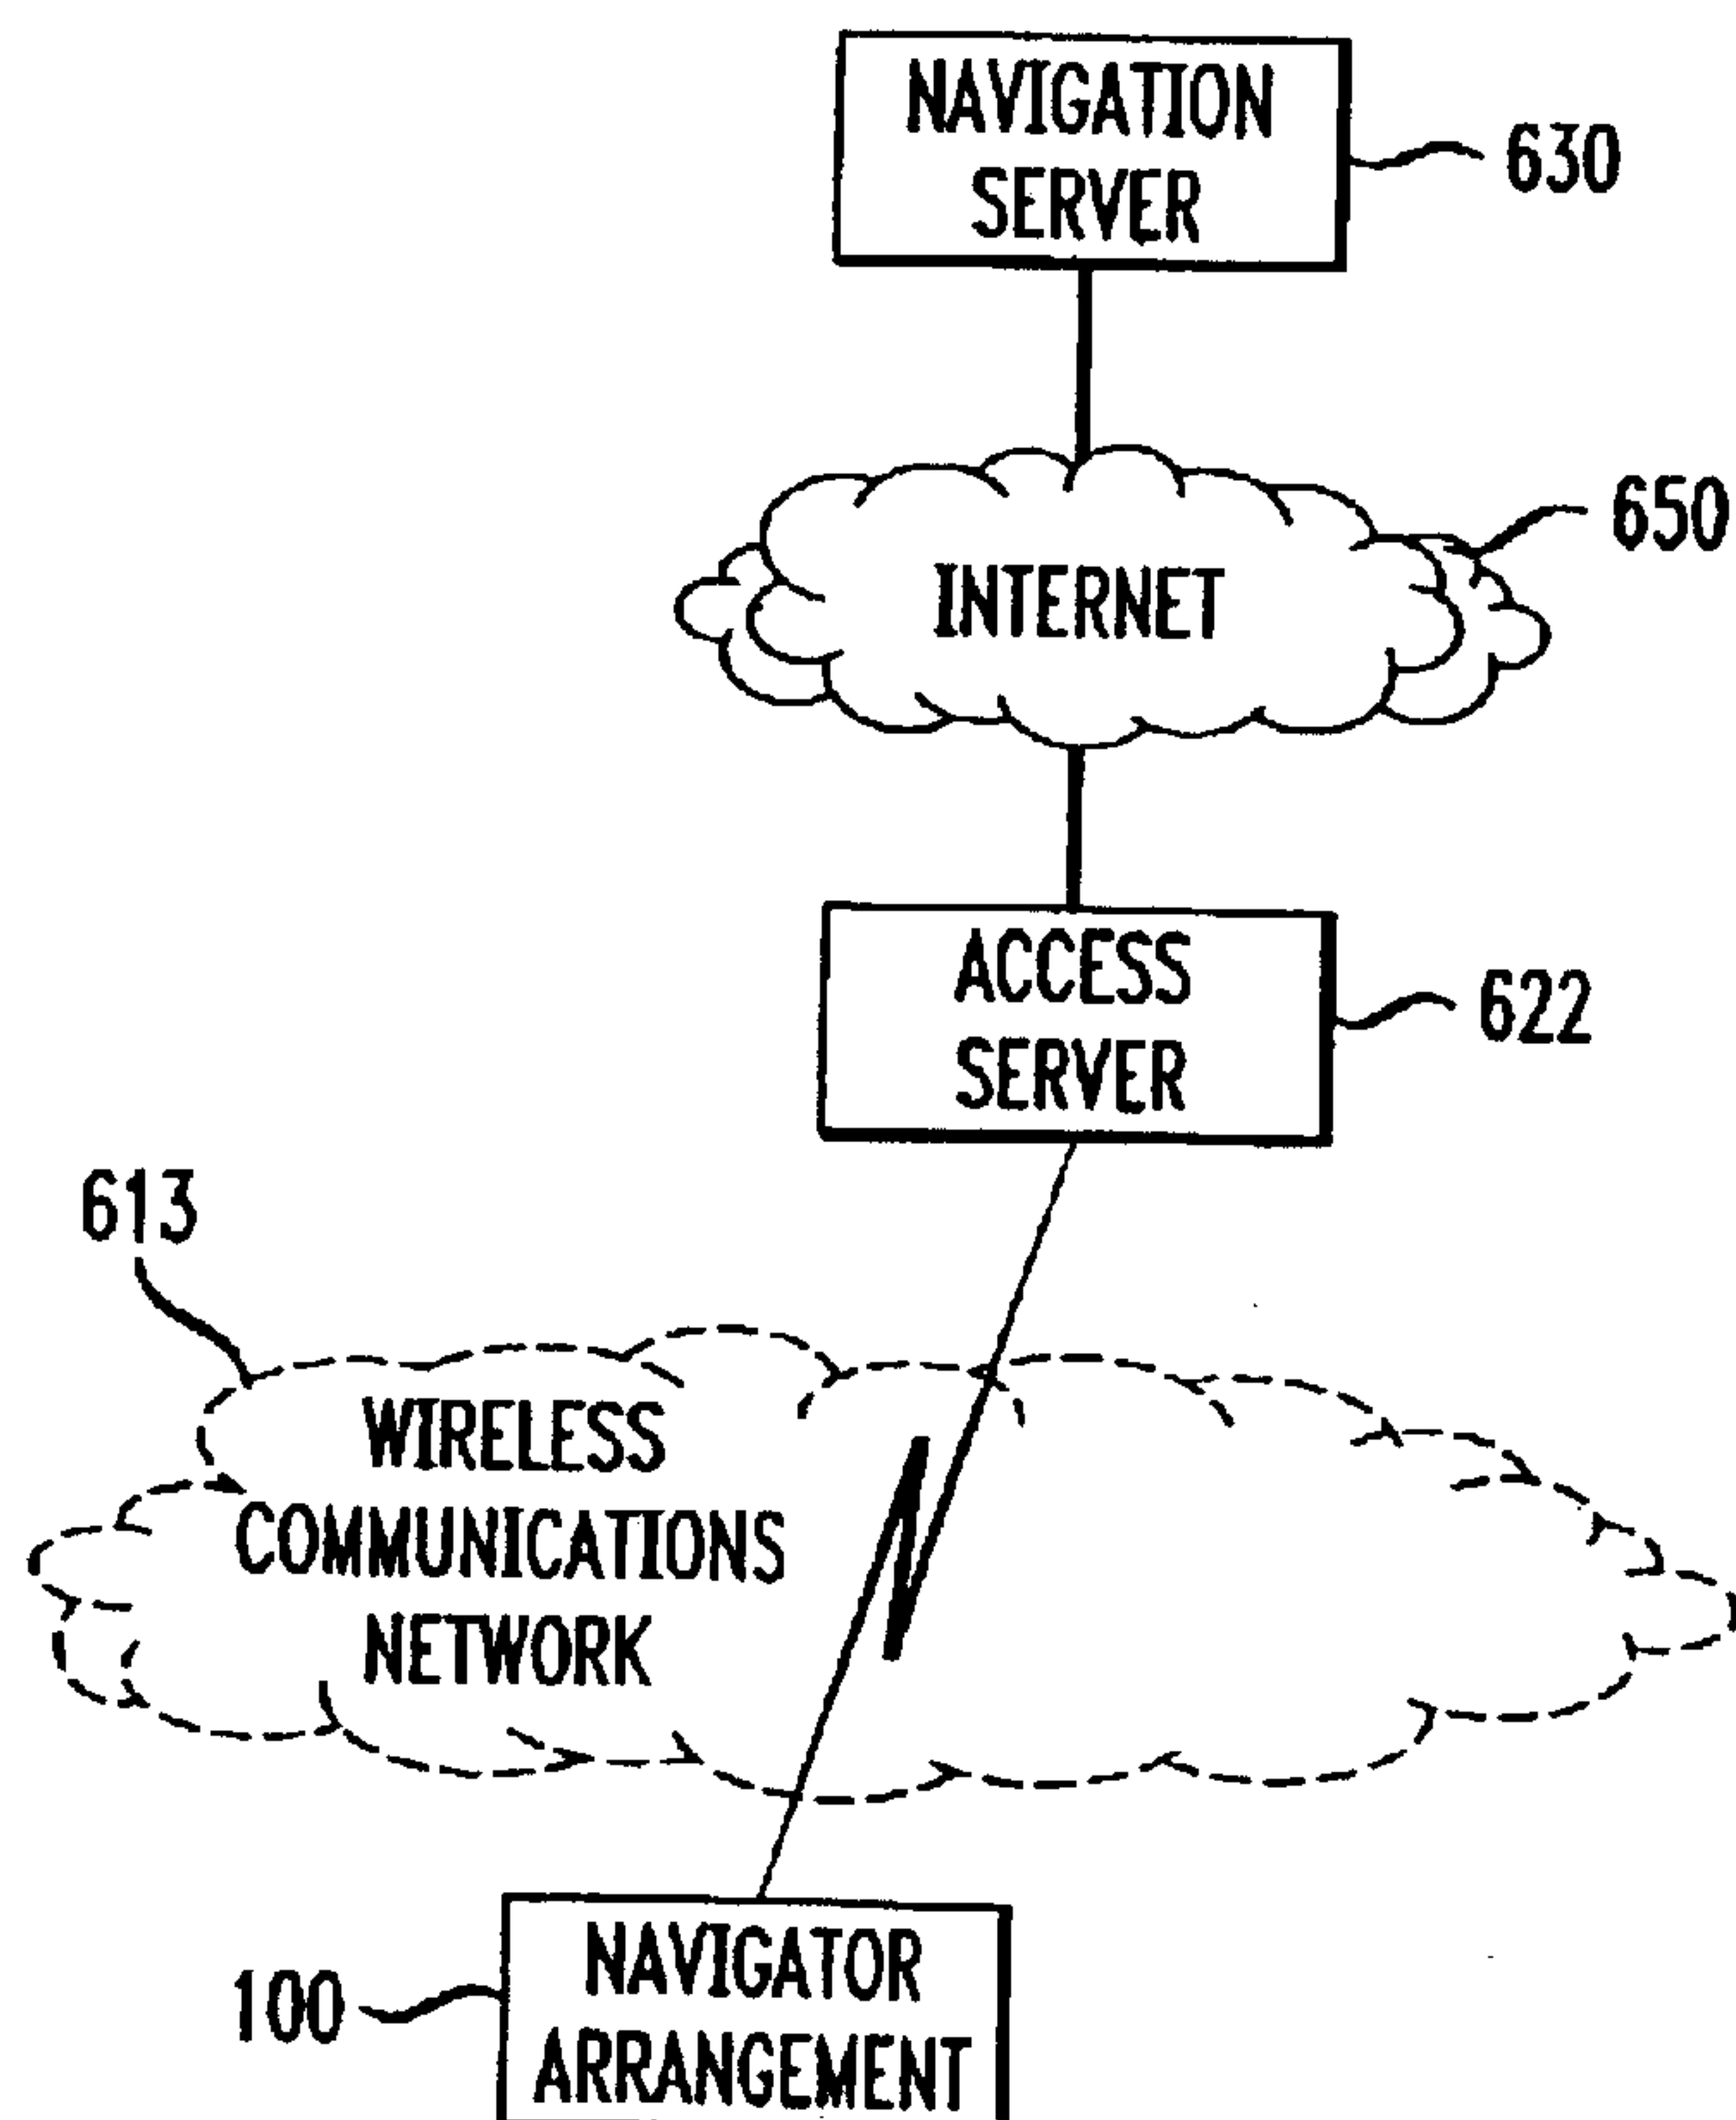 NAVIGATION
SERVER
630
650
INTERNET
ACCESS
SERVER
622
613
WIRELESS
COMMUNICATIONS
NETWORK
NAVIGATOR
100
ARRANGEMENT